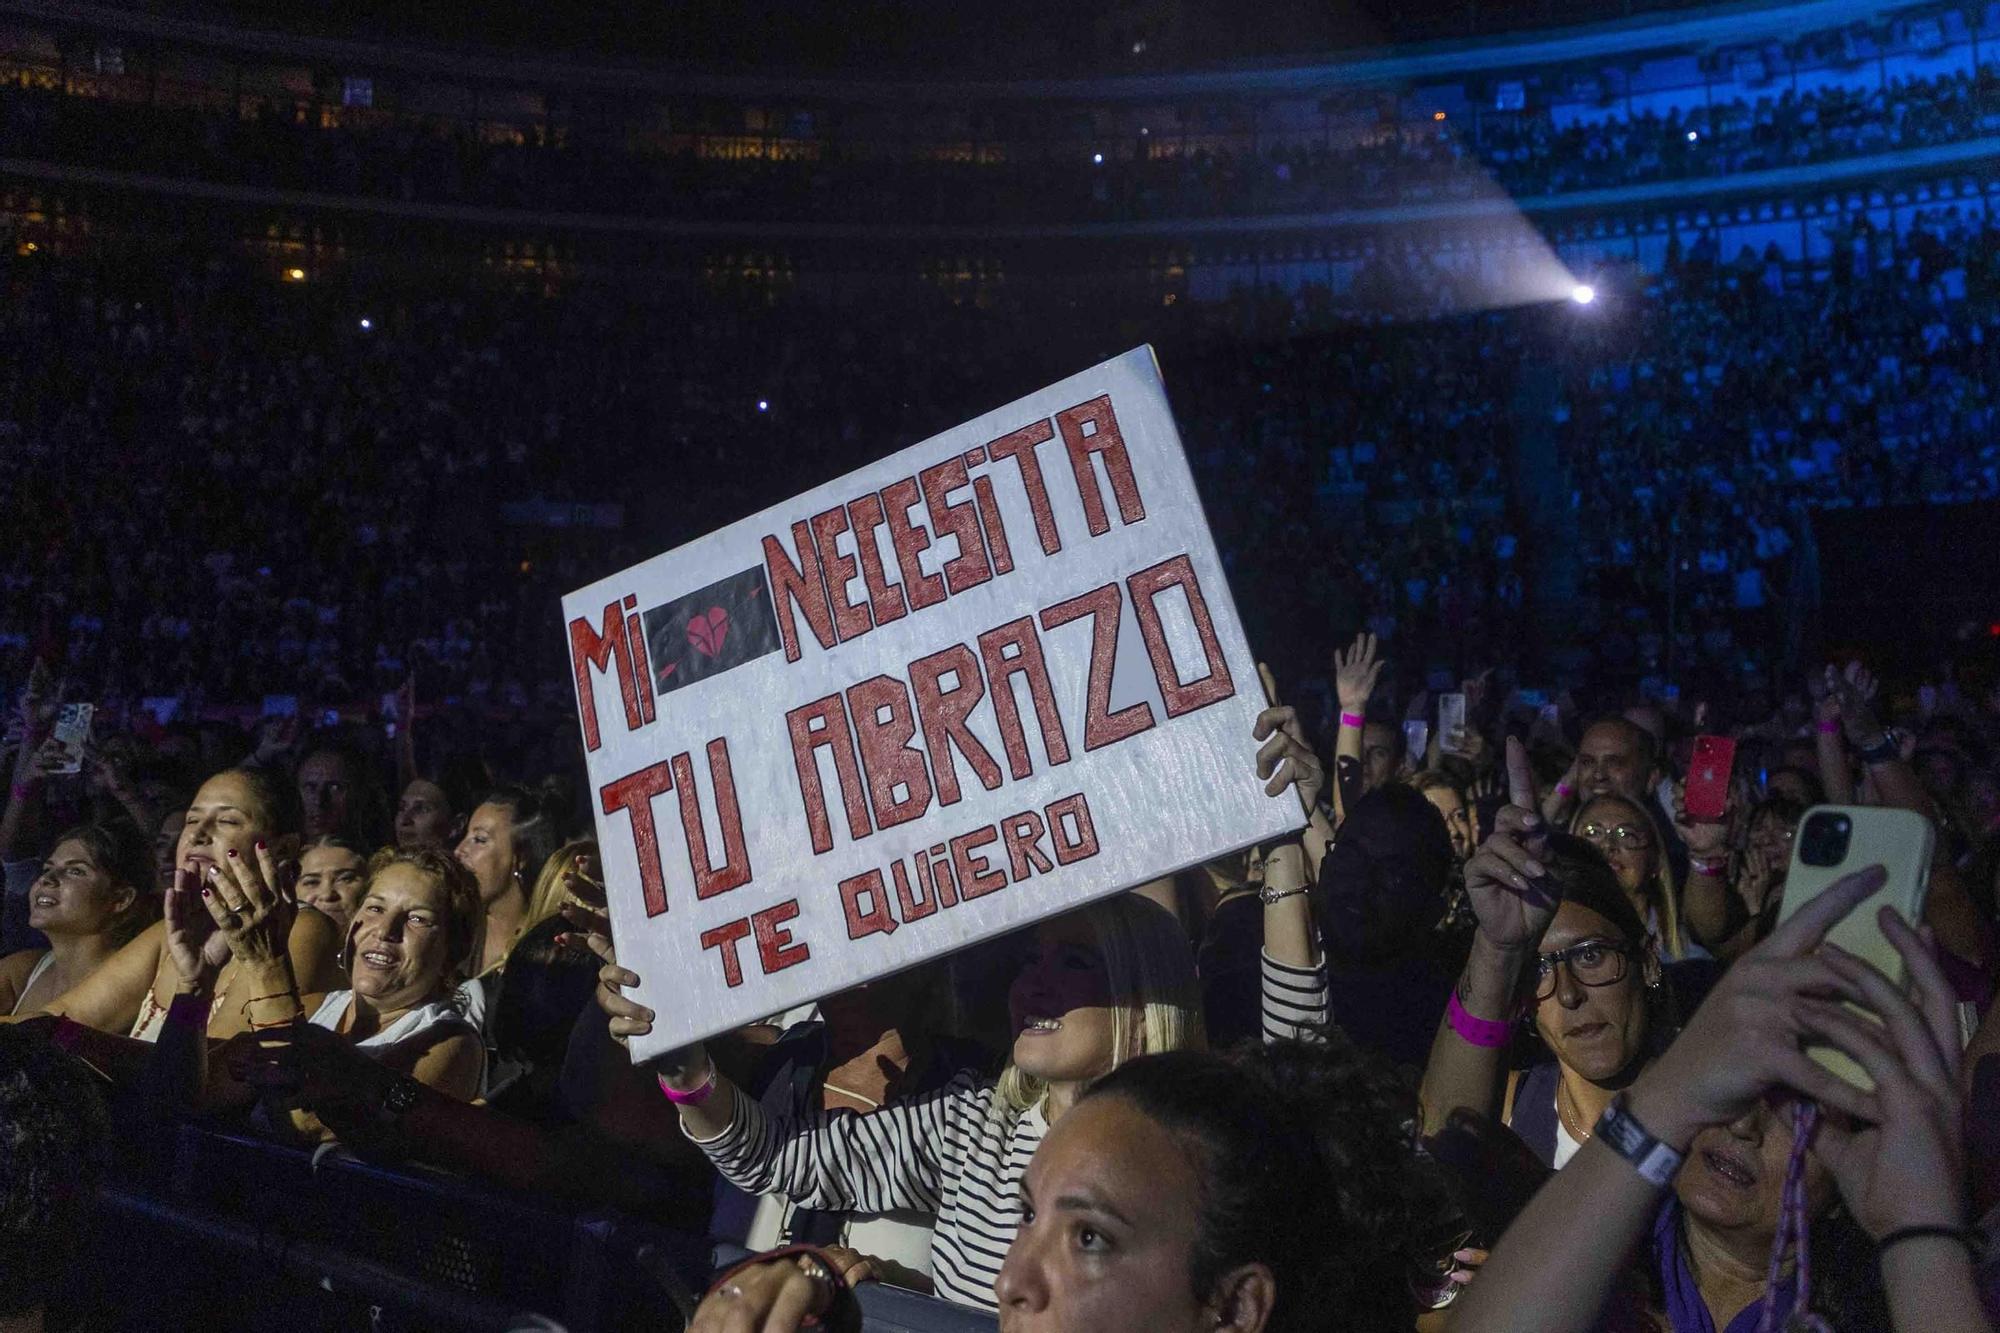 Mi NECESiTA
TU ABRAZO
TE QUiERO